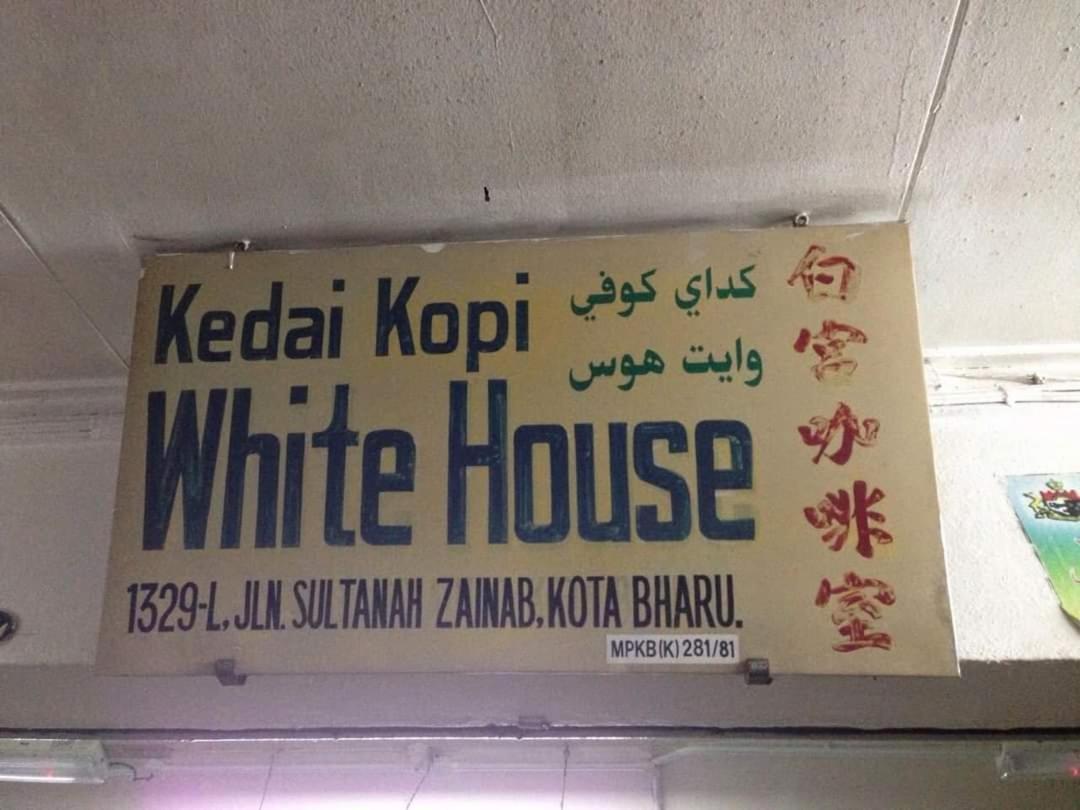 Kedai Kopi
White House
كداي كوفي
وايت هوس
白宮咖啡室
1329-L, JLN. SULTANAH ZAINAB, KOTA BHARU.
MPKB(K) 281/81